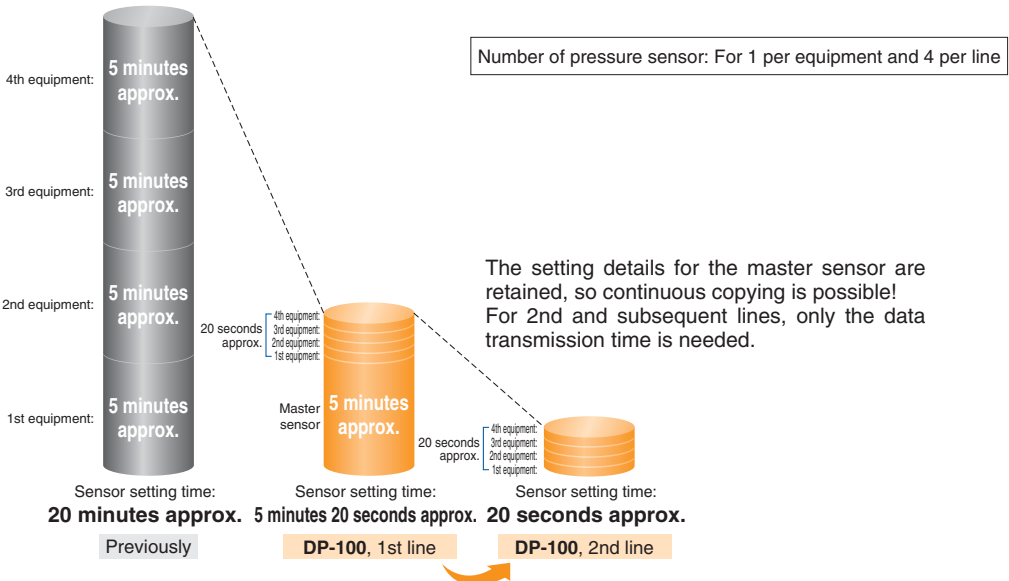 Number of pressure sensor: For 1 per equipment and 4 per line
4th equipment:
5 minutes
approx.
3rd equipment:
5 minutes
approx.
2nd equipment:
5 minutes
approx.
1st equipment:
5 minutes
approx.
The setting details for the master sensor are
retained, so continuous copying is possible!
For 2nd and subsequent lines, only the data
transmission time is needed.
20 seconds
approx.
4th equipment:
3rd equipment:
2nd equipment:
1st equipment:
Master
sensor
5 minutes
approx.
20 seconds
approx.
4th equipment:
3rd equipment:
2nd equipment:
1st equipment:
Sensor setting time:
20 minutes approx.
Previously
Sensor setting time:
5 minutes 20 seconds approx.
DP-100, 1st line
Sensor setting time:
20 seconds approx.
DP-100, 2nd line